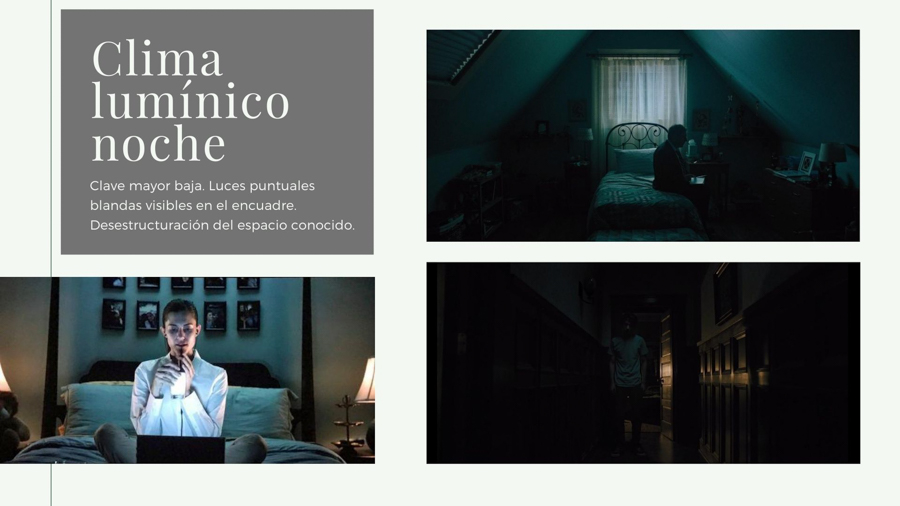 Clima
lumínico
noche
Clave mayor baja. Luces puntuales
blandas visibles en el encuadre.
Desestructuración del espacio conocido.